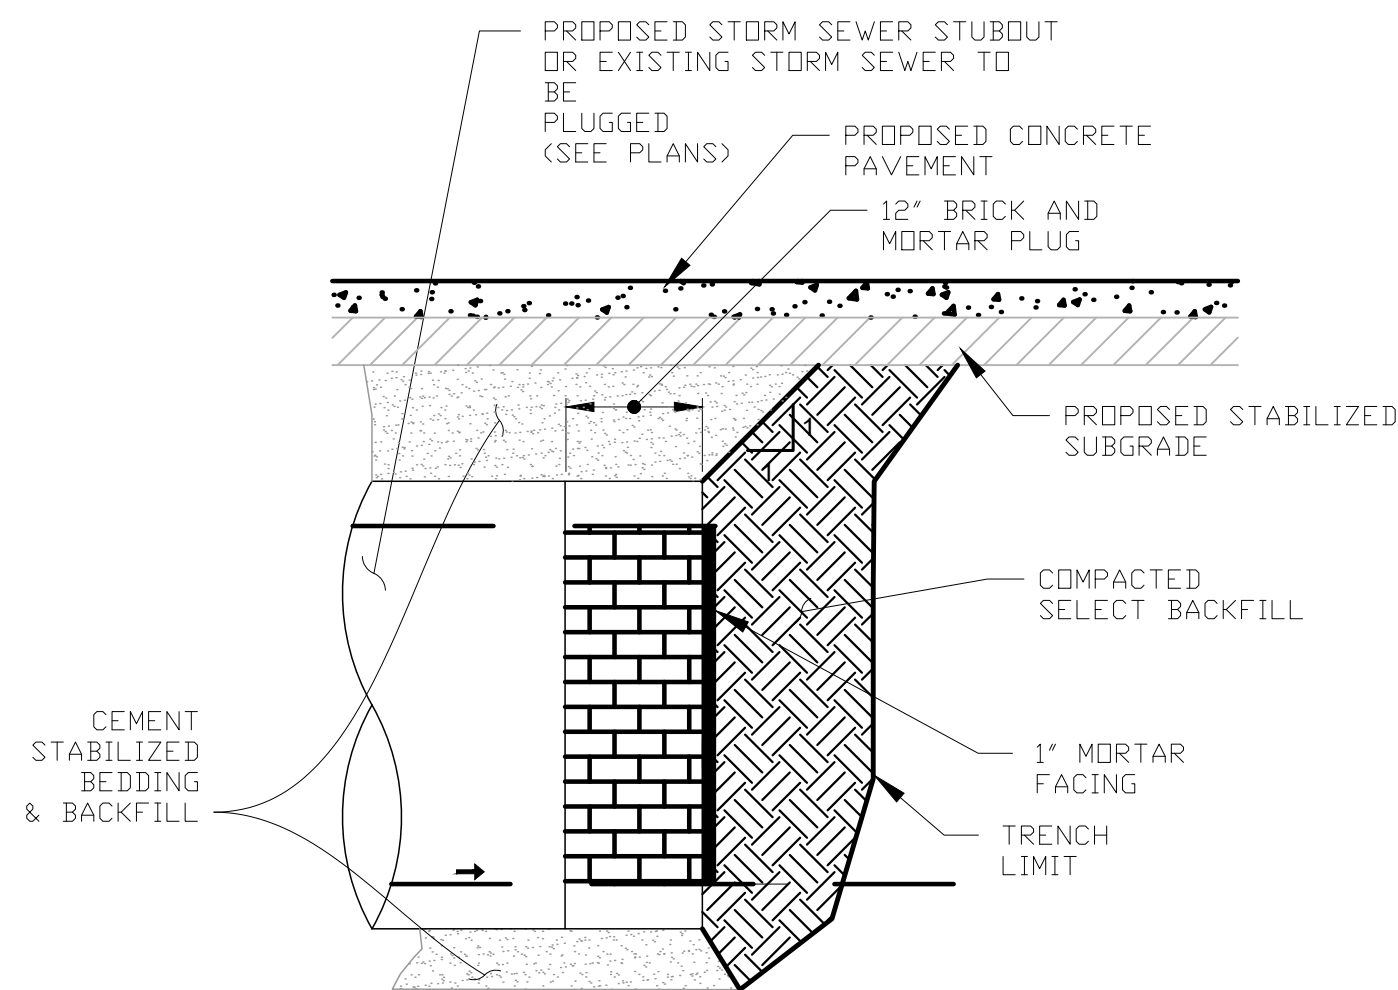 PROPOSED STORM SEWER STUBOUT
OR EXISTING STORM SEWER TO
BE
PLUGGED
(SEE PLANS)
PROPOSED CONCRETE
PAVEMENT
12" BRICK AND
MORTAR PLUG
PROPOSED STABILIZED
SUBGRADE
1
1
COMPACTED
SELECT BACKFILL
CEMENT
STABILIZED
BEDDING
& BACKFILL
1" MORTAR
FACING
TRENCH
LIMIT